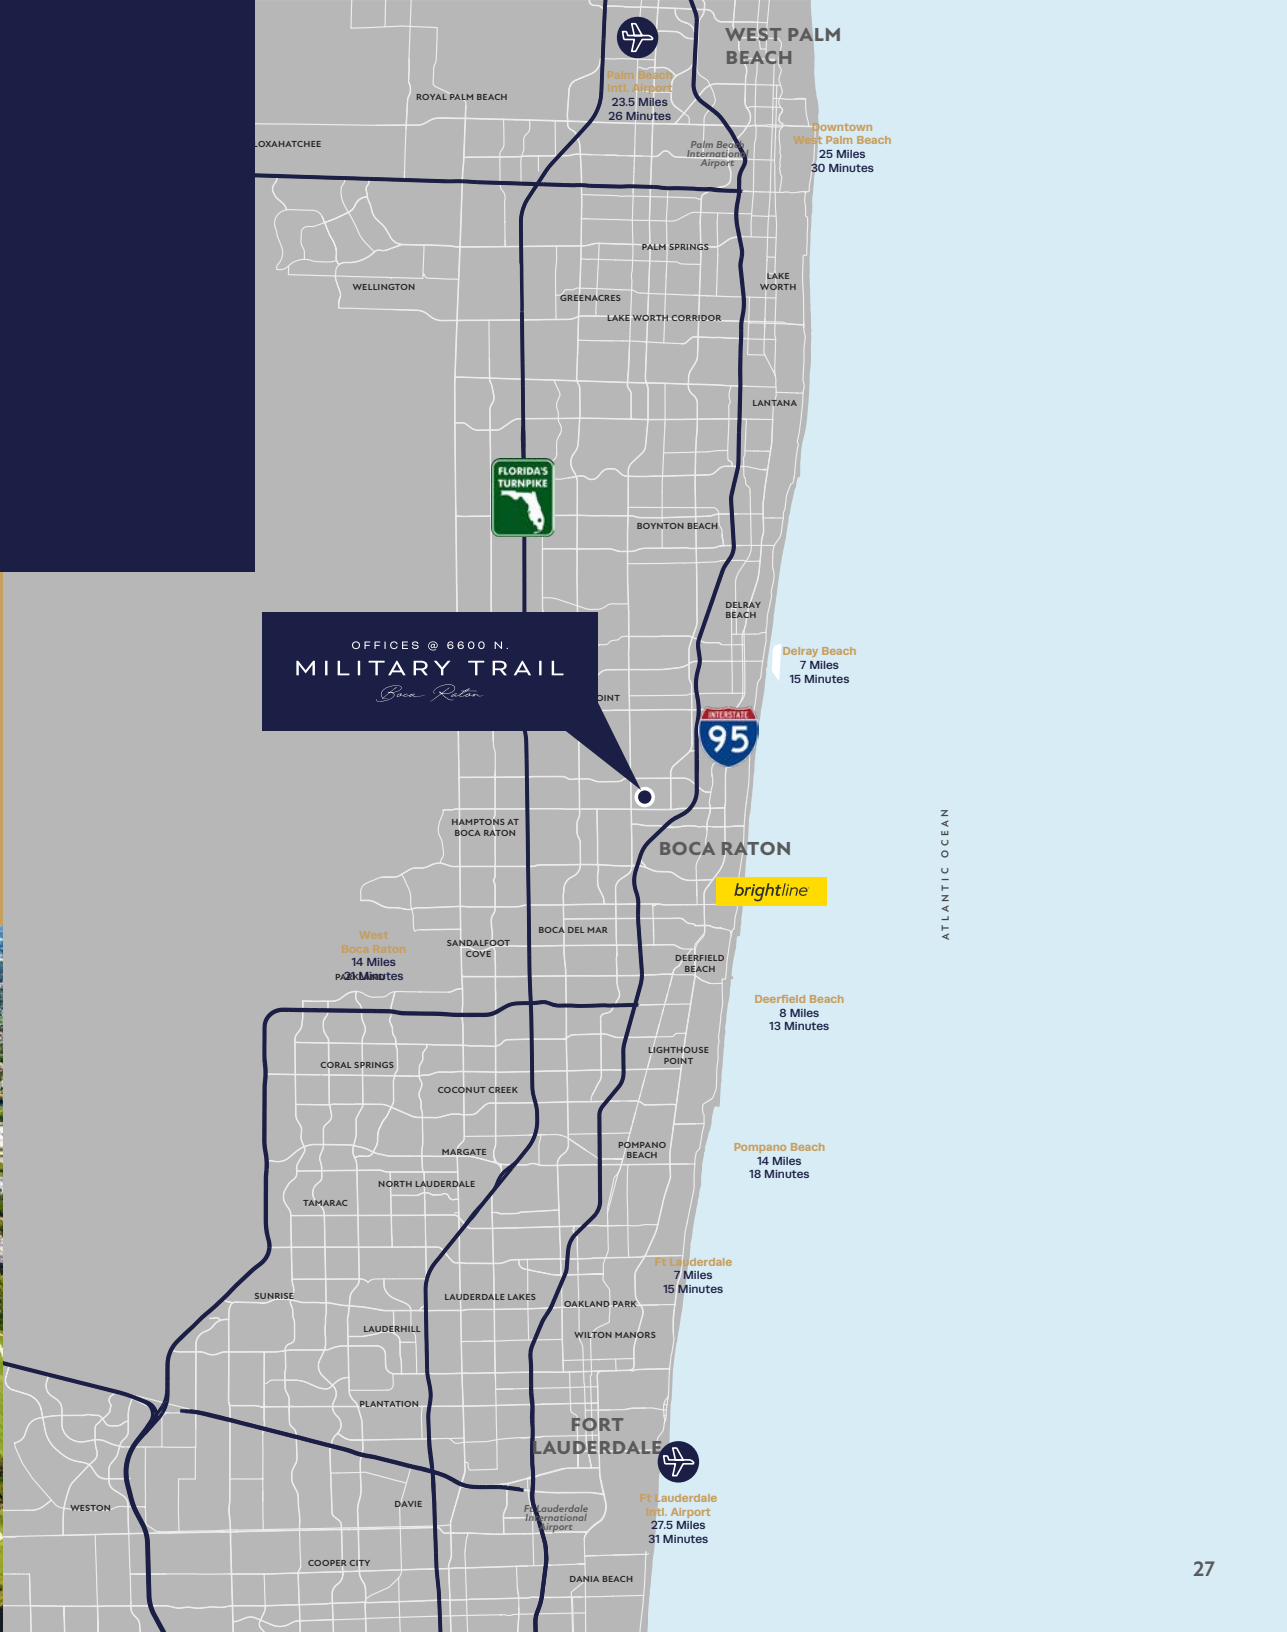 WEST PALM
BEACH
Palm Beach
Intl. Airport
23.5 Miles
26 Minutes
ROYAL PALM BEACH
LOXAHATCHEE
Palm Beach
International
Airport
Downtown
West Palm Beach
25 Miles
30 Minutes
PALM SPRINGS
LAKE
WORTH
WELLINGTON
GREENACRES
LAKE WORTH CORRIDOR
LANTANA
FLORIDA'S
TURNPIKE
BOYNTON BEACH
DELRAY
BEACH
OFFICES @ 6600 N.
MILITARY TRAIL
Boca Raton
OINT
Delray Beach
7 Miles
15 Minutes
INTERSTATE
95
HAMPTONS AT
BOCA RATON
BOCA RATON
brightline
ATLANTIC OCEAN
BOCA DEL MAR
SANDALFOOT
COVE
West
Boca Raton
14 Miles
21 Minutes
PARKLAND
DEERFIELD
BEACH
Deerfield Beach
8 Miles
13 Minutes
LIGHTHOUSE
POINT
CORAL SPRINGS
COCONUT CREEK
MARGATE
POMPANO
BEACH
Pompano Beach
14 Miles
18 Minutes
NORTH LAUDERDALE
TAMARAC
Ft Lauderdale
7 Miles
15 Minutes
SUNRISE
LAUDERDALE LAKES
OAKLAND PARK
LAUDERHILL
WILTON MANORS
PLANTATION
FORT
LAUDERDALE
WESTON
DAVIE
Ft Lauderdale
International
Airport
Ft Lauderdale
Intl. Airport
27.5 Miles
31 Minutes
COOPER CITY
DANIA BEACH
27